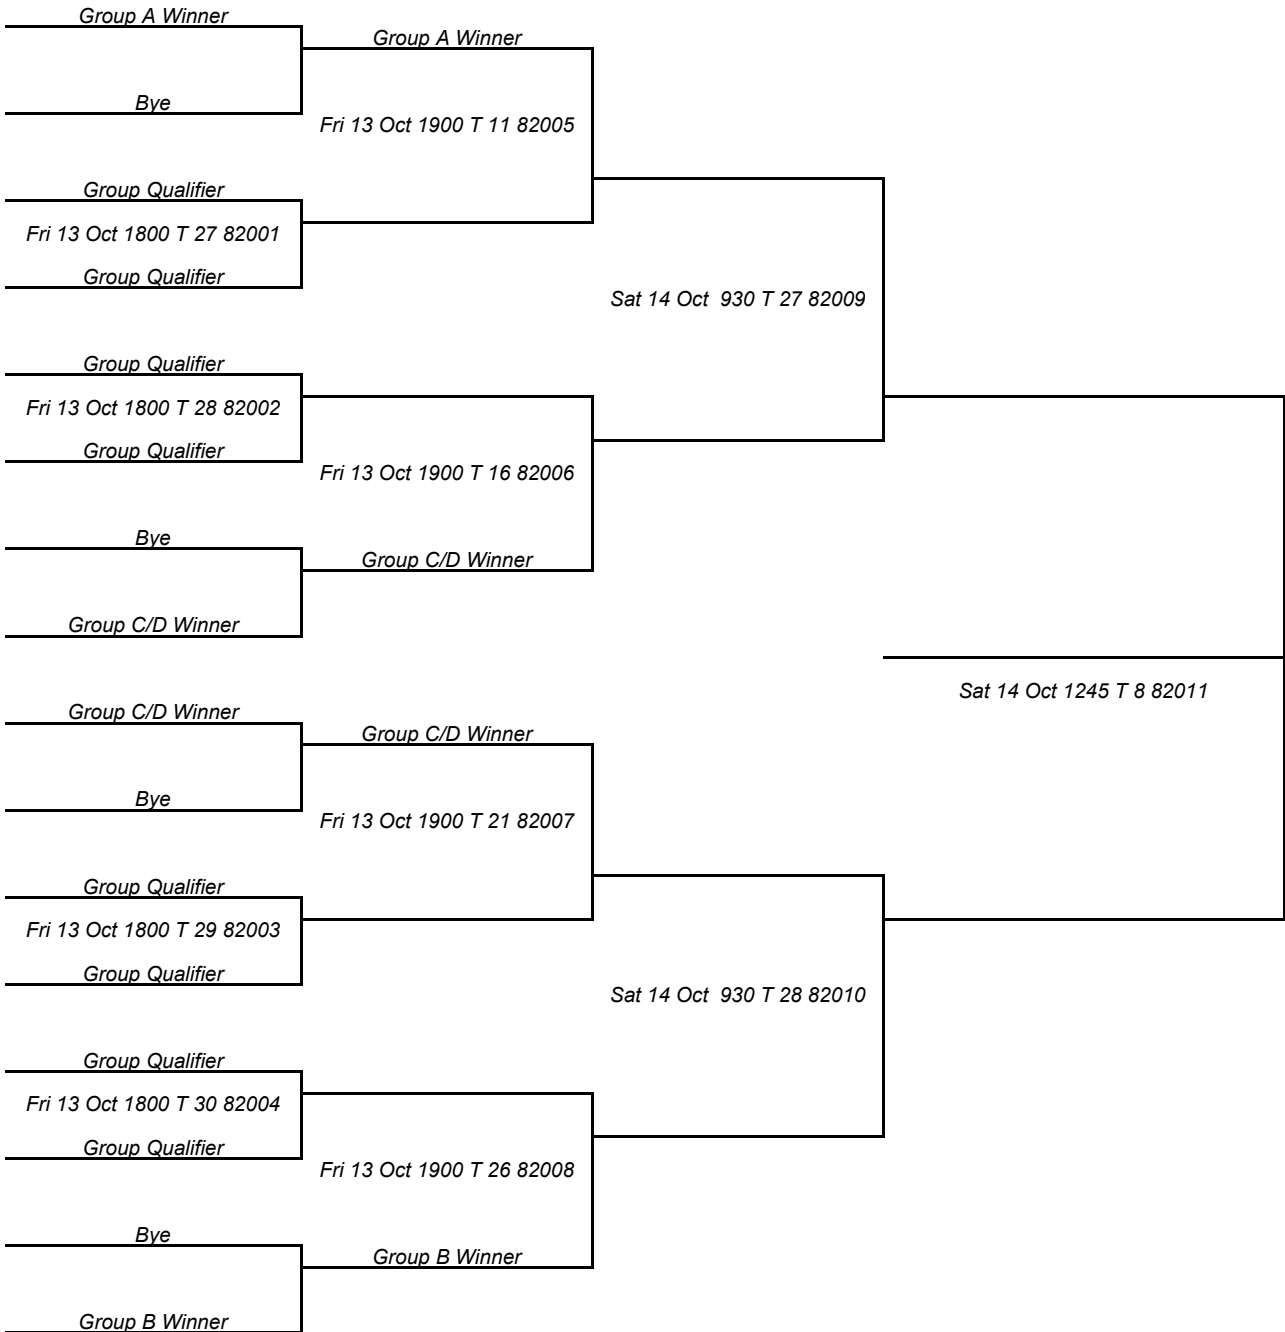 Group A Winner
Group A Winner
Bye
Fri 13 Oct 1900 T 11 82005
Group Qualifier
Fri 13 Oct 1800 T 27 82001
Group Qualifier
Sat 14 Oct  930 T 27 82009
Group Qualifier
Fri 13 Oct 1800 T 28 82002
Group Qualifier
Fri 13 Oct 1900 T 16 82006
Bye
Group C/D Winner
Group C/D Winner
Sat 14 Oct 1245 T 8 82011
Group C/D Winner
Group C/D Winner
Bye
Fri 13 Oct 1900 T 21 82007
Group Qualifier
Fri 13 Oct 1800 T 29 82003
Group Qualifier
Sat 14 Oct  930 T 28 82010
Group Qualifier
Fri 13 Oct 1800 T 30 82004
Group Qualifier
Fri 13 Oct 1900 T 26 82008
Bye
Group B Winner
Group B Winner